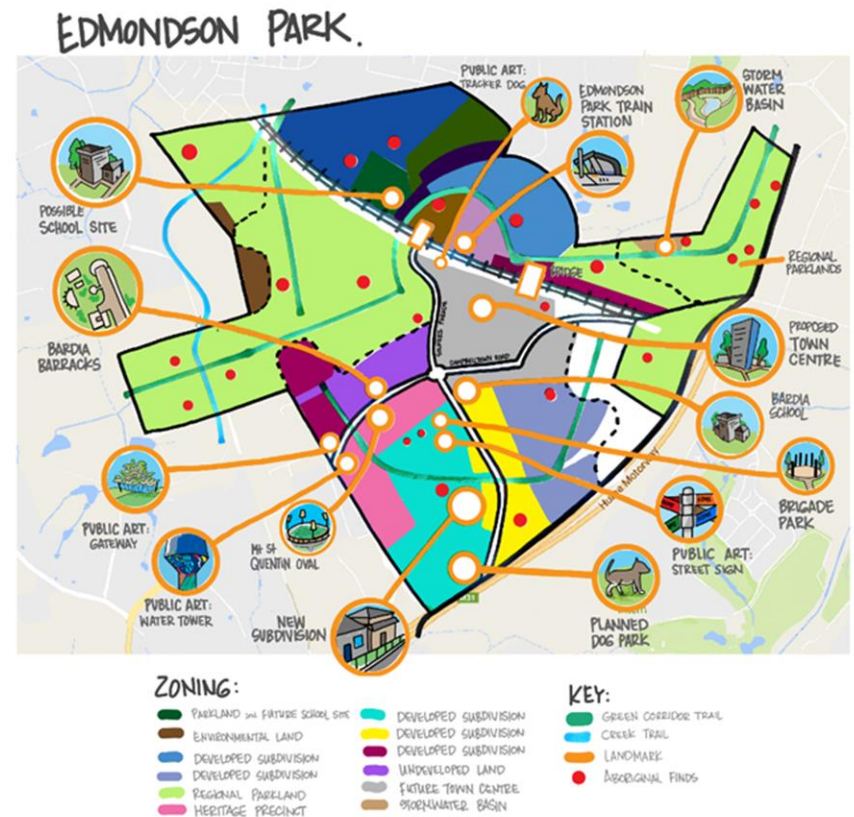 EDMONDSON PARK.
PUBLIC ART:
TRACKER DOG
EDMONDSON
PARK TRAIN
STATION
STORM
WATER
BASIN
POSSIBLE
SCHOOL SITE
REGIONAL
PARKLANDS
BRIDGE
BARDIA
BARRACKS
CAMPBELLTOWN ROAD
PROPOSED
TOWN
CENTRE
BARDIA
SCHOOL
Hume Motorway
BRIGADE
PARK
PUBLIC ART:
GATEWAY
Mt St
QUENTIN OVAL
PUBLIC ART:
STREET SIGN
PUBLIC ART:
WATER TOWER
NEW
SUBDIVISION
M31
PLANNED
DOG PARK
ZONING:
PARKLAND and FUTURE SCHOOL SITE
ENVIRONMENTAL LAND
DEVELOPED SUBDIVISION
DEVELOPED SUBDIVISION
REGIONAL PARKLAND
HERITAGE PRECINCT
DEVELOPED SUBDIVISION
DEVELOPED SUBDIVISION
DEVELOPED SUBDIVISION
UNDEVELOPED LAND
FUTURE TOWN CENTRE
STORMWATER BASIN
KEY:
GREEN CORRIDOR TRAIL
CREEK TRAIL
LANDMARK
ABORIGINAL FINDS